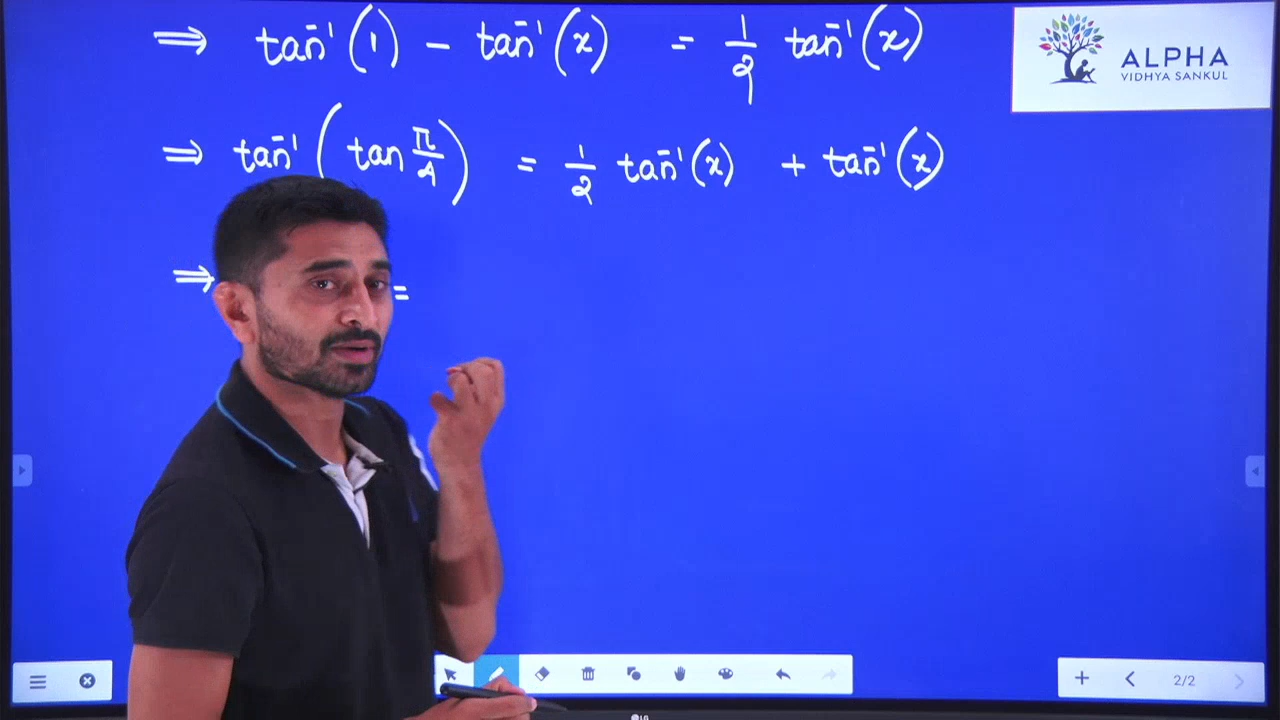 ⇒ tan⁻¹(1) − tan⁻¹(x) = 1/2 tan⁻¹(x)
ALPHA
VIDHYA SANKUL
⇒ tan⁻¹(tan π/4) = 1/2 tan⁻¹(x) + tan⁻¹(x)
⇒ =
2/2
LG